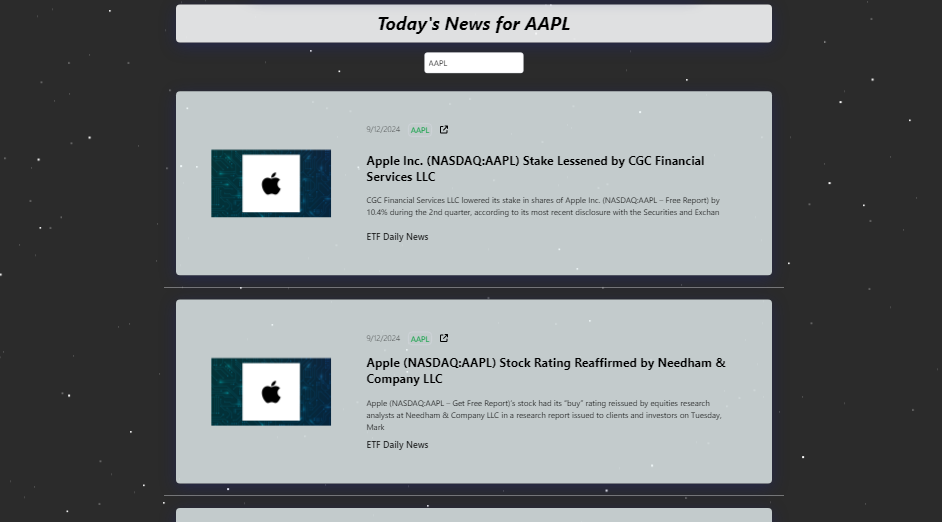 Today's News for AAPL
AAPL
9/12/2024 AAPL
Apple Inc. (NASDAQ:AAPL) Stake Lessened by CGC Financial
Services LLC
CGC Financial Services LLC lowered its stake in shares of Apple Inc. (NASDAQ:AAPL – Free Report) by
10.4% during the 2nd quarter, according to its most recent disclosure with the Securities and Exchan
ETF Daily News
9/12/2024 AAPL
Apple (NASDAQ:AAPL) Stock Rating Reaffirmed by Needham &
Company LLC
Apple (NASDAQ:AAPL – Get Free Report)'s stock had its "buy" rating reissued by equities research
analysts at Needham & Company LLC in a research report issued to clients and investors on Tuesday,
Mark
ETF Daily News